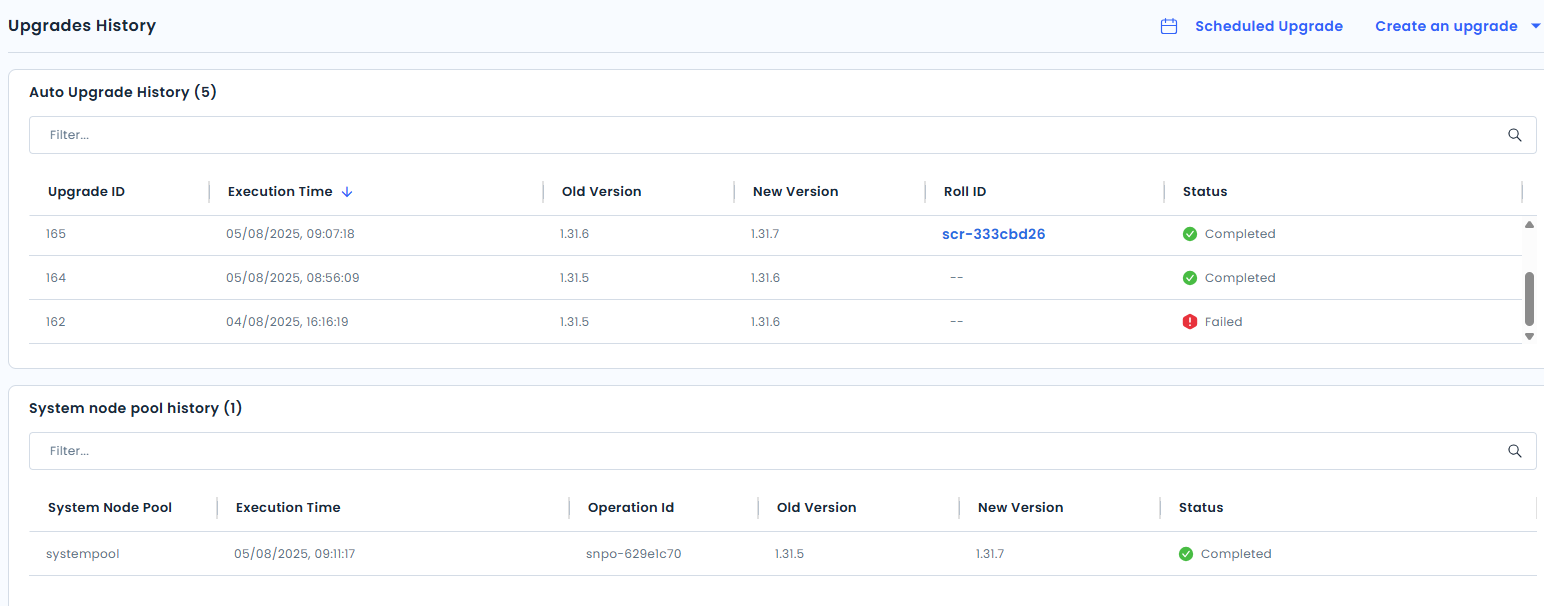 Upgrades History
Scheduled Upgrade
Create an upgrade
Auto Upgrade History (5)
Filter...
Upgrade ID Execution Time Old Version New Version Roll ID Status
165 05/08/2025, 09:07:18 1.31.6 1.31.7 scr-333cbd26 Completed
164 05/08/2025, 08:56:09 1.31.5 1.31.6 -- Completed
162 04/08/2025, 16:16:19 1.31.5 1.31.6 -- Failed
System node pool history (1)
Filter...
System Node Pool Execution Time Operation Id Old Version New Version Status
systempool 05/08/2025, 09:11:17 snpo-629e1c70 1.31.5 1.31.7 Completed